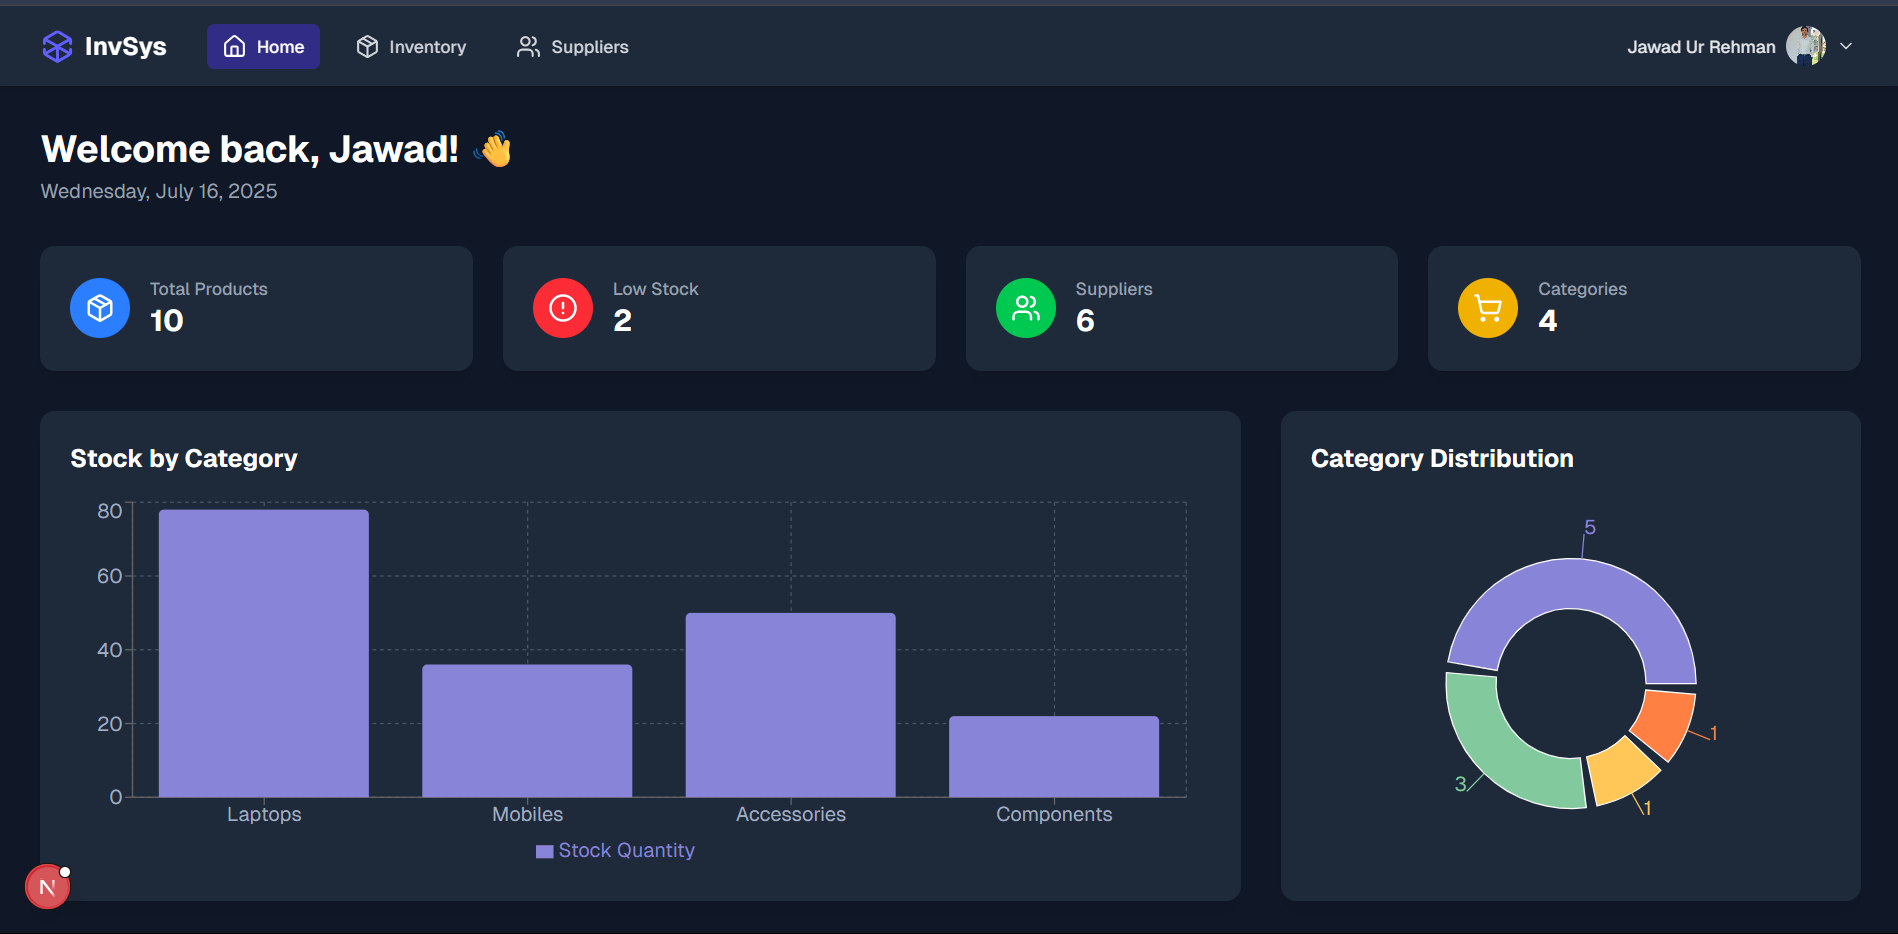 InvSys
Home
Inventory
Suppliers
Jawad Ur Rehman
Welcome back, Jawad! 👋
Wednesday, July 16, 2025
Total Products
10
Low Stock
2
Suppliers
6
Categories
4
Stock by Category
80
60
40
20
0
Laptops
Mobiles
Accessories
Components
Stock Quantity
Category Distribution
5
1
3
1
N